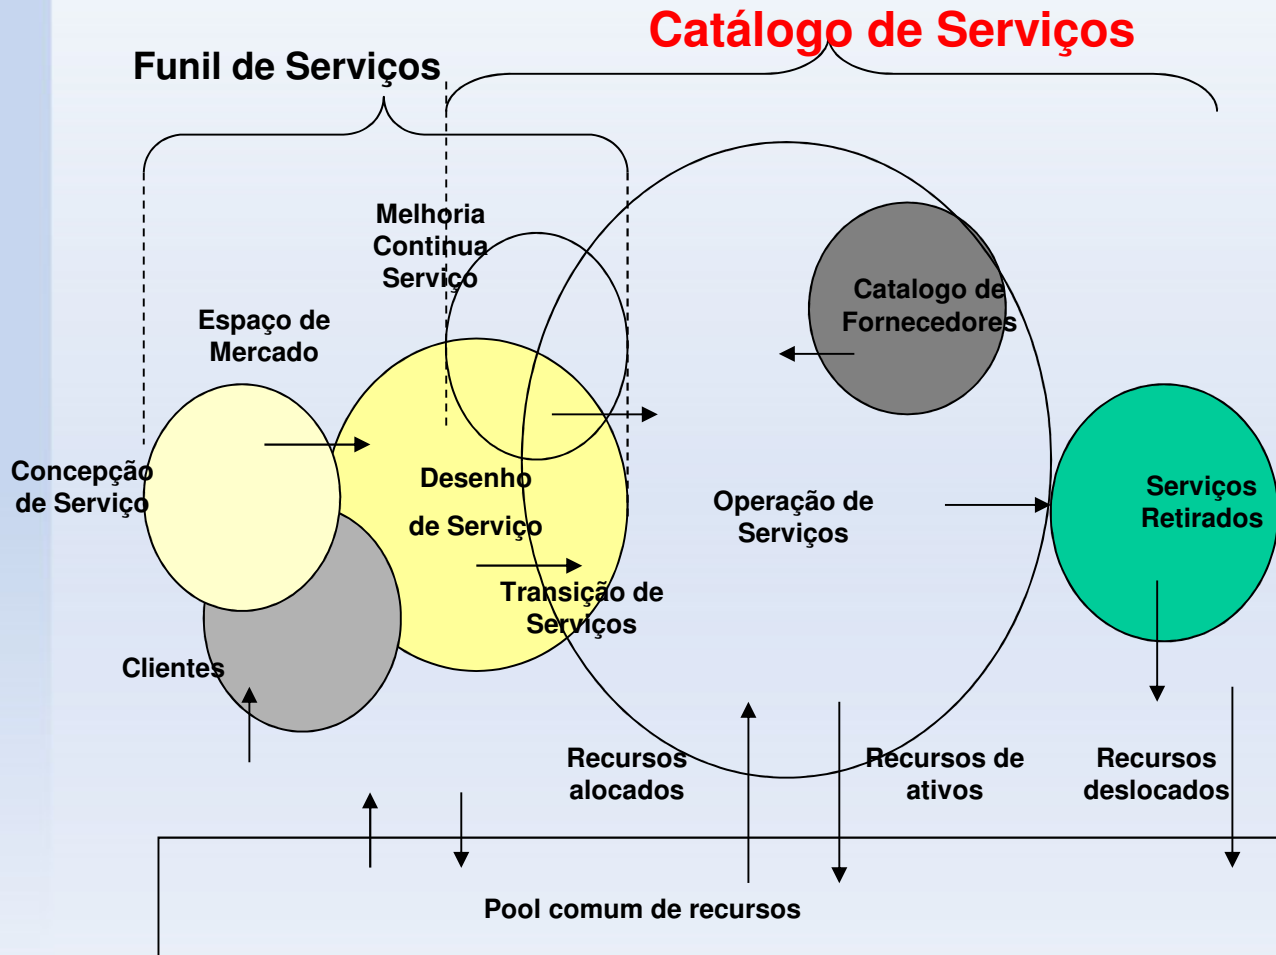 Catálogo de Serviços
Funil de Serviços
Melhoria
Continua
Serviço
Espaço de
Mercado
Catalogo de
Fornecedores
Concepção
de Serviço
Desenho
de Serviço
Operação de
Serviços
Serviços
Retirados
Transição de
Serviços
Clientes
Recursos
alocados
Recursos de
ativos
Recursos
deslocados
Pool comum de recursos